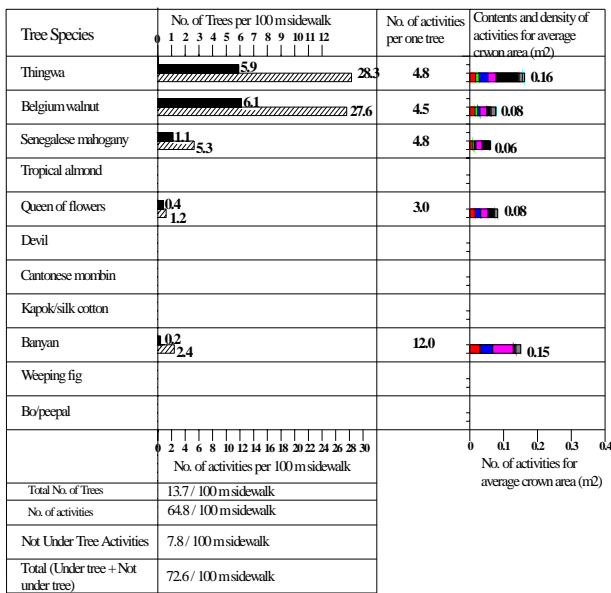 Tree Species
No. of Trees per 100 m sidewalk
0 1 2 3 4 5 6 7 8 9 10 11 12
No. of activities
per one tree
Contents and density of
activities for average
crwon area (m2)
Thingwa 5.9 28.3 4.8 0.16
Belgium walnut 6.1 27.6 4.5 0.08
Senegalese mahogany 1.1 5.3 4.8 0.06
Tropical almond
Queen of flowers 0.4 1.2 3.0 0.08
Devil
Cantonese mombin
Kapok/silk cotton
Banyan 0.2 2.4 12.0 0.15
Weeping fig
Bo/peepal
0 2 4 6 8 10 12 14 16 18 20 22 24 26 28 30
No. of activities per 100 m sidewalk
0 0.1 0.2 0.3 0.4
No. of activities for
average crown area (m2)
Total No. of Trees 13.7 / 100 m sidewalk
No. of activities 64.8 / 100 m sidewalk
Not Under Tree Activities 7.8 / 100 m sidewalk
Total (Under tree + Not
under tree) 72.6 / 100 m sidewalk